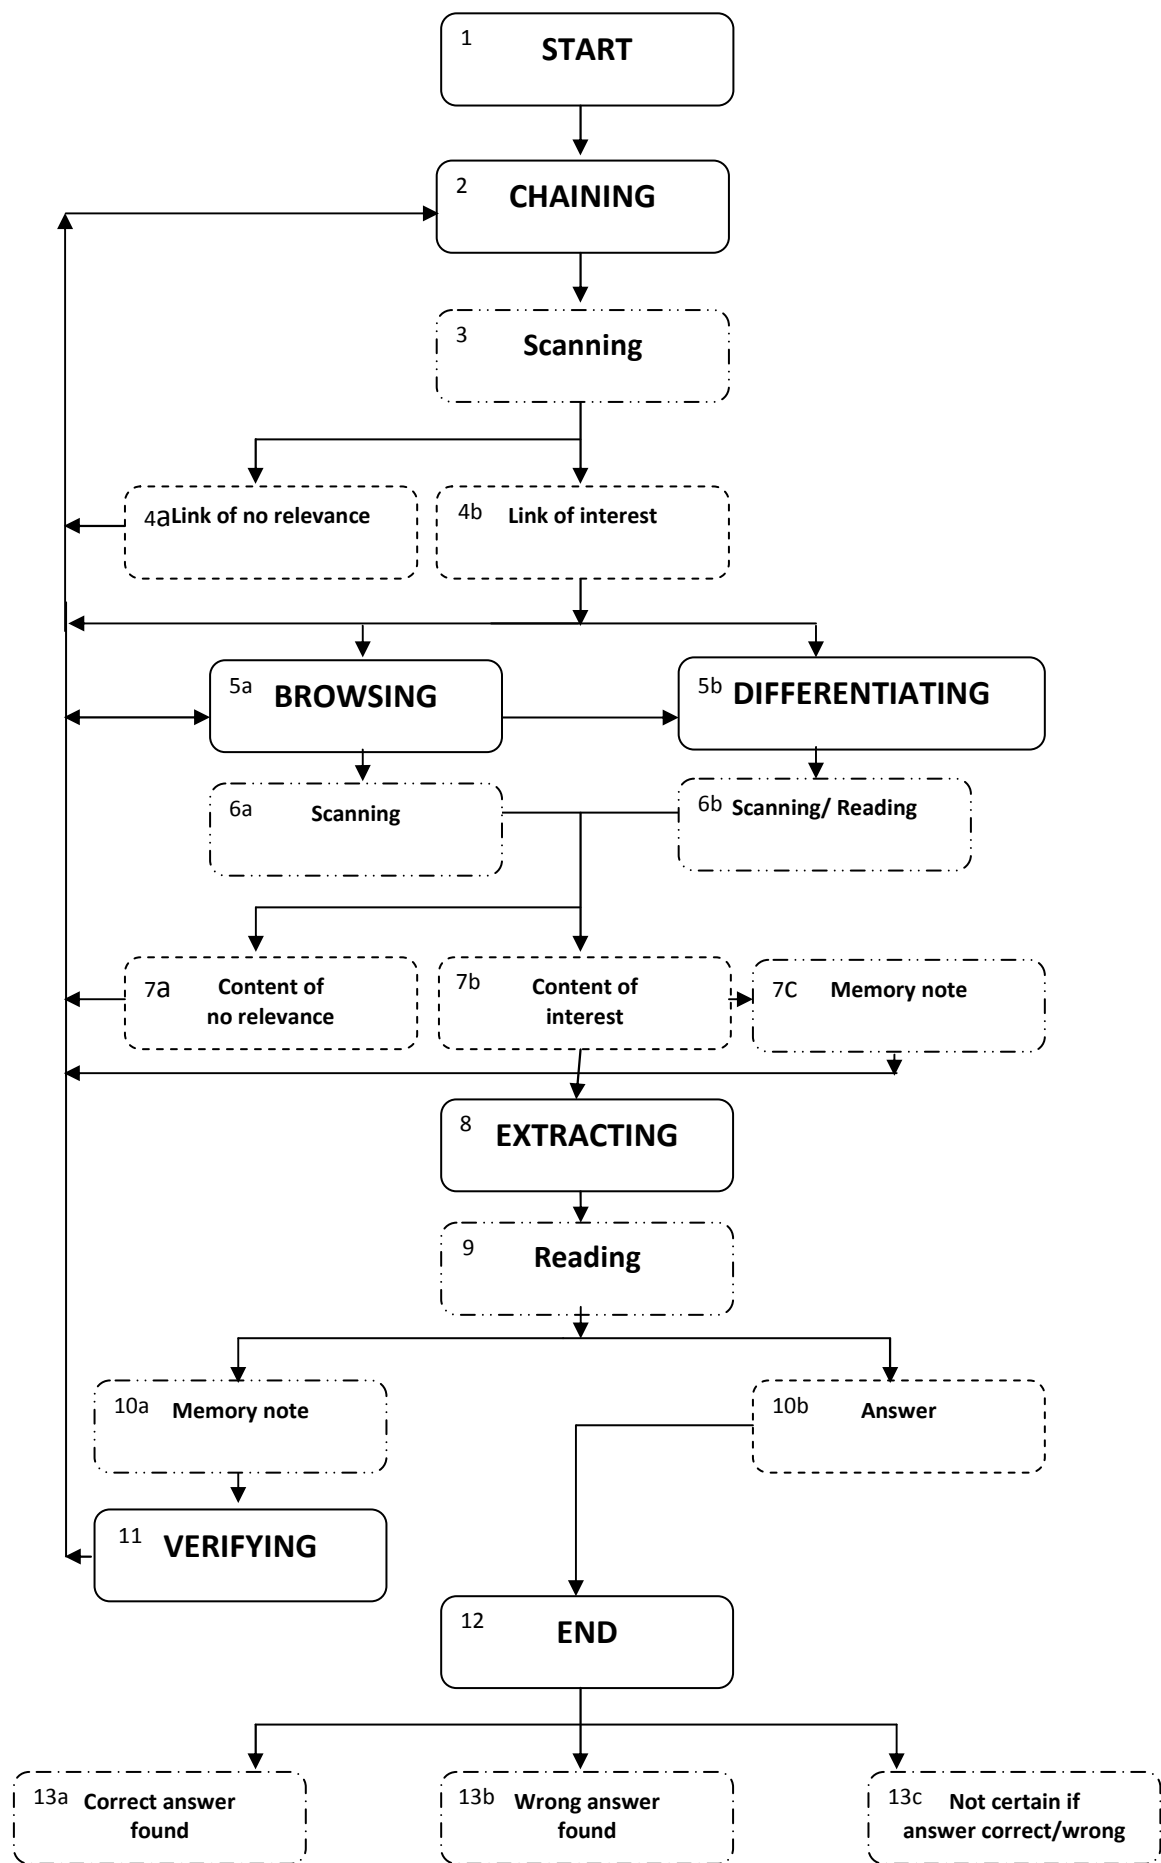 1 START
2 CHAINING
3 Scanning
4a Link of no relevance
4b Link of interest
5a BROWSING
5b DIFFERENTIATING
6a Scanning
6b Scanning/ Reading
7a Content of
no relevance
7b Content of
interest
7c Memory note
8 EXTRACTING
9 Reading
10a Memory note
10b Answer
11 VERIFYING
12 END
13a Correct answer
found
13b Wrong answer
found
13c Not certain if
answer correct/wrong